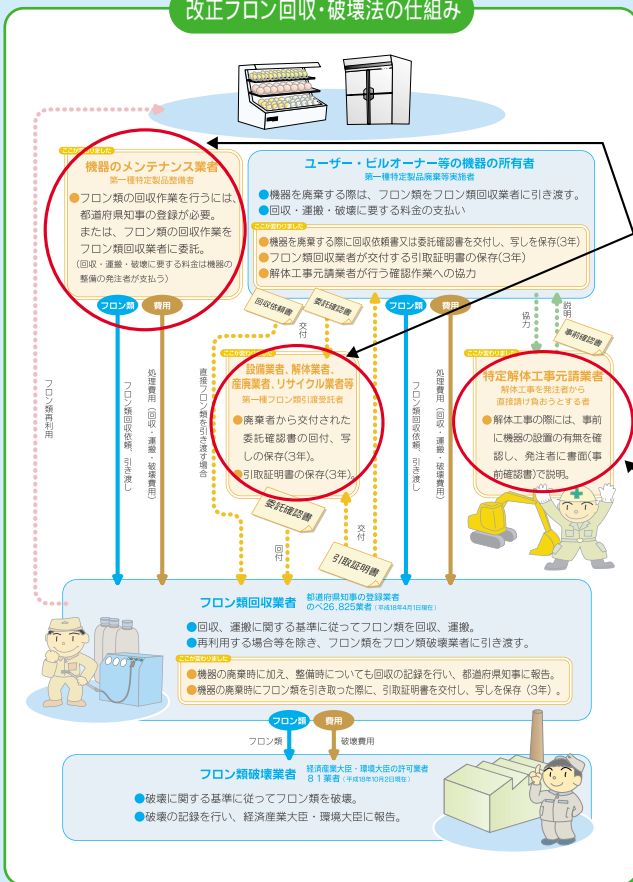 改正フロン回収・破壊法の仕組み
ここが変わりました
機器のメンテナンス業者
第一種特定製品整備者
●フロン類の回収作業を行うには、
都道府県知事の登録が必要。
または、フロン類の回収作業を
フロン類回収業者に委託。
(回収・運搬・破壊に要する料金は機器の
整備の発注者が支払う)
ユーザー・ビルオーナー等の機器の所有者
第一種特定製品廃棄等実施者
●機器を廃棄する際は、フロン類をフロン類回収業者に引き渡す。
●回収・運搬・破壊に要する料金の支払い
ここが変わりました
●機器を廃棄する際に回収依頼書又は委託確認書を交付し、写しを保存(3年)
●フロン類回収業者が交付する引取証明書の保存(3年)
●解体工事元請業者が行う確認作業への協力
フロン類
費用
回収依頼書
委託確認書
交付
フロン類
費用
協力
説明
事前確認書
フロン類再利用
フロン類回収依頼、引き渡し
処理費用(回収・運搬・破壊費用)
直接フロン類を引き渡す場合
ここが変わりました
設備業者、解体業者、
産廃業者、リサイクル業者等
第一種フロン類引渡受託者
●廃棄者から交付された
委託確認書の回付、写
しの保存(3年)。
●引取証明書の保存(3年)。
委託確認書
回付
交付
引取証明書
フロン類回収依頼、引き渡し
処理費用(回収・運搬・破壊費用)
ここが変わりました
特定解体工事元請業者
解体工事を発注者から
直接請け負おうとする者
●解体工事の際には、事前
に機器の設置の有無を確
認し、発注者に書面(事
前確認書)で説明。
フロン類回収業者
都道府県知事の登録業者
のべ26,825業者(平成18年4月1日現在)
●回収、運搬に関する基準に従ってフロン類を回収、運搬。
●再利用する場合等を除き、フロン類をフロン類破壊業者に引き渡す。
ここが変わりました
●機器の廃棄時に加え、整備時についても回収の記録を行い、都道府県知事に報告。
●機器の廃棄時にフロン類を引き取った際に、引取証明書を交付し、写しを保存(3年)。
フロン類
費用
フロン類
破壊費用
フロン類破壊業者
経済産業大臣・環境大臣の許可業者
81業者(平成18年10月2日現在)
●破壊に関する基準に従ってフロン類を破壊。
●破壊の記録を行い、経済産業大臣・環境大臣に報告。